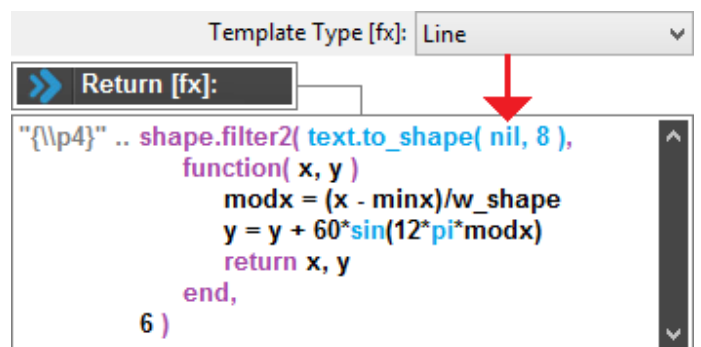 Template Type [fx]: Line
Return [fx]:
"{\\p4}" .. shape.filter2( text.to_shape( nil, 8 ),
function( x, y )
modx = (x - minx)/w_shape
y = y + 60*sin(12*pi*modx)
return x, y
end,
6 )